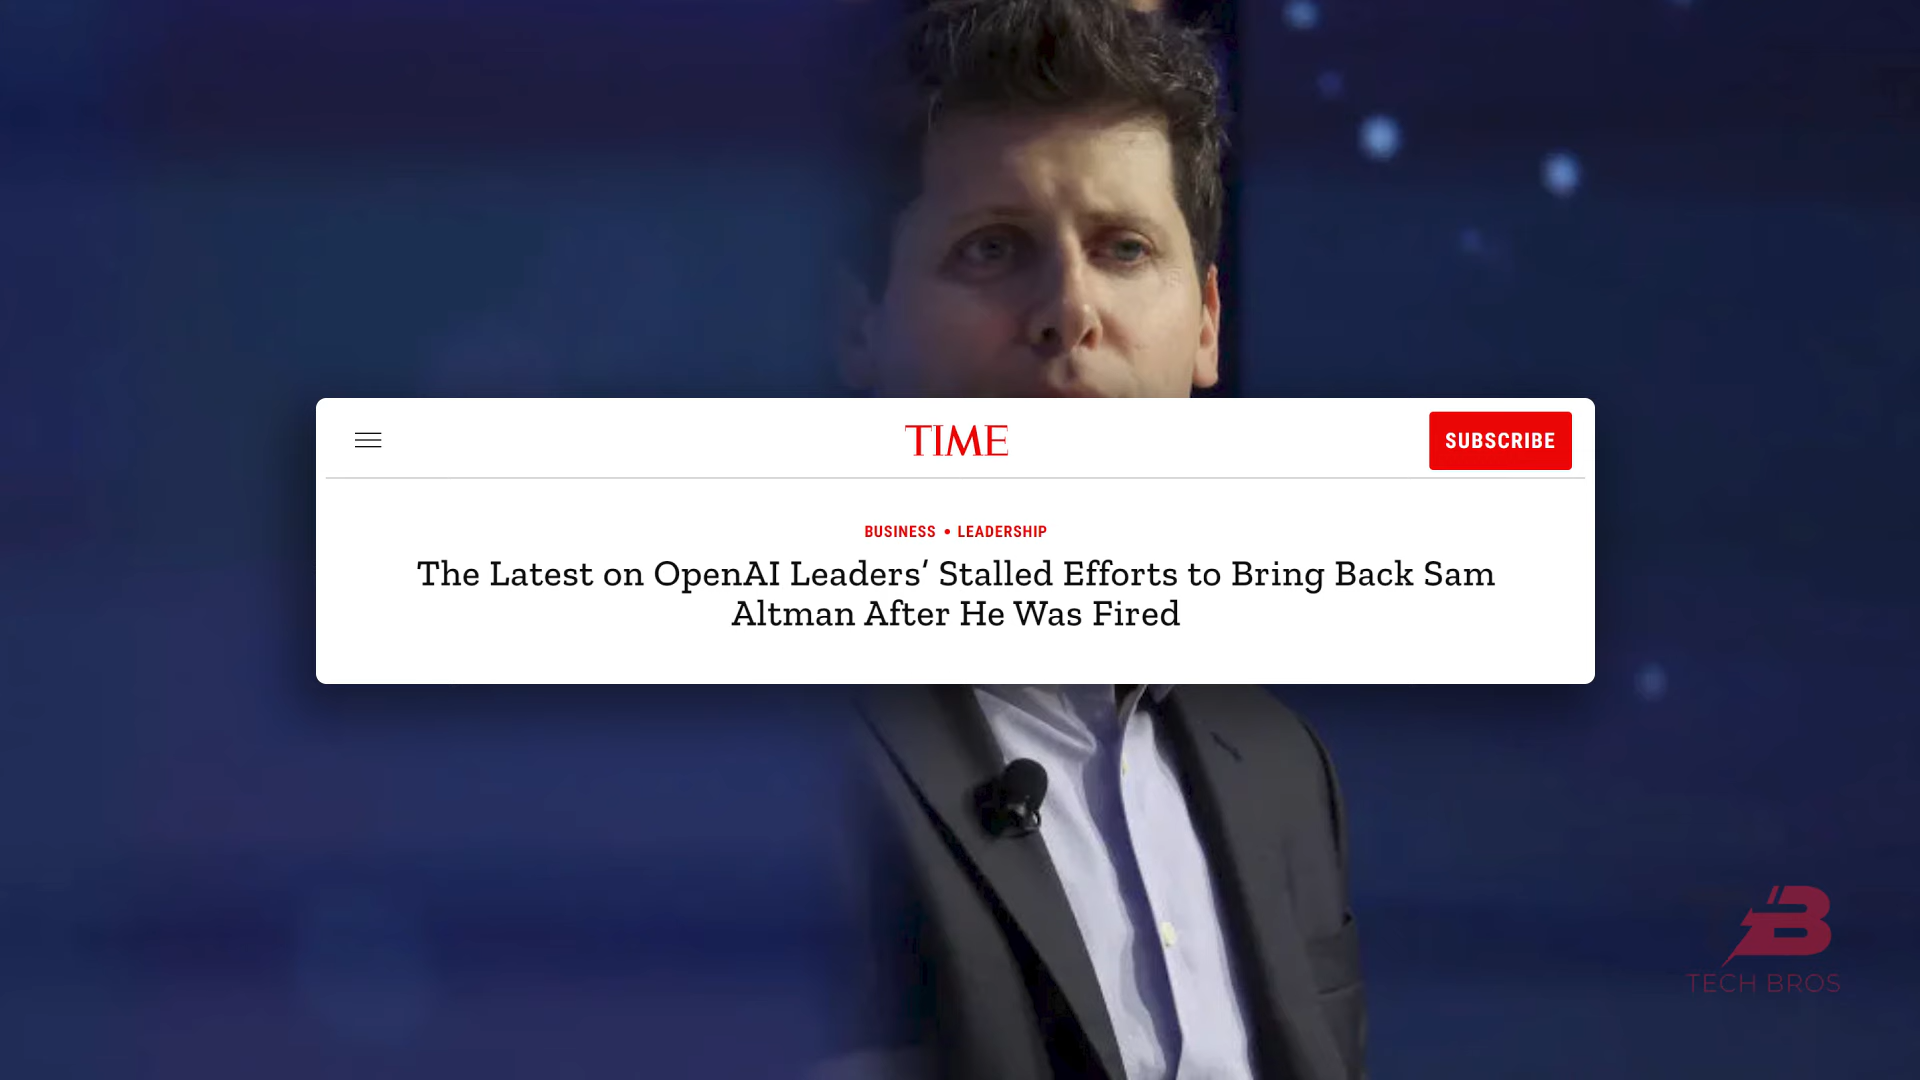 TIME
SUBSCRIBE
BUSINESS • LEADERSHIP
The Latest on OpenAI Leaders’ Stalled Efforts to Bring Back Sam
Altman After He Was Fired
B
TECH BROS